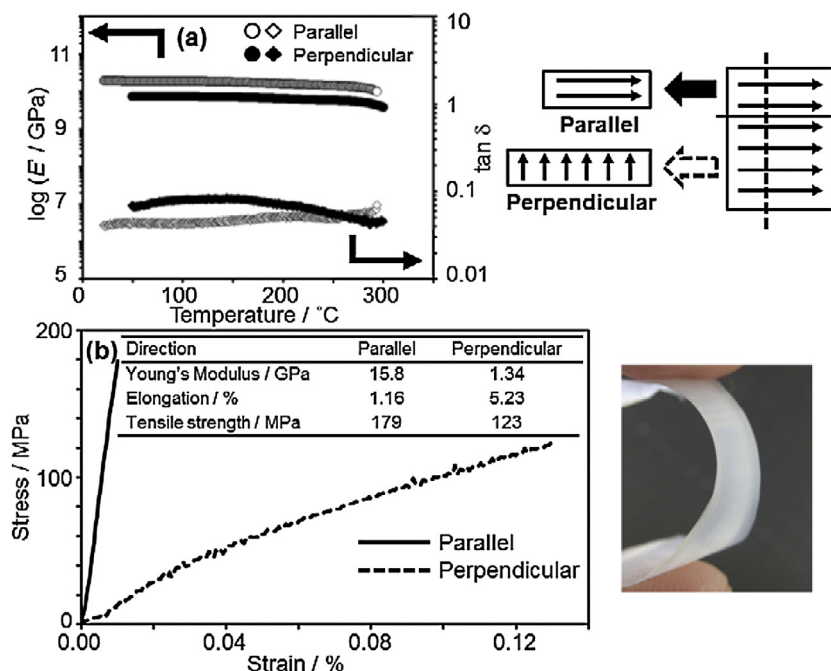 (a)
Parallel
Perpendicular
log (E' / GPa)
11
9
7
5
tan δ
10
1
0.1
0.01
0
100
200
300
Temperature / ˚C
Parallel
Perpendicular
(b)
Direction Parallel Perpendicular
Young's Modulus / GPa 15.8 1.34
Elongation / % 1.16 5.23
Tensile strength / MPa 179 123
Stress / MPa
200
100
0
Parallel
Perpendicular
0.00 0.04 0.08 0.12
Strain / %